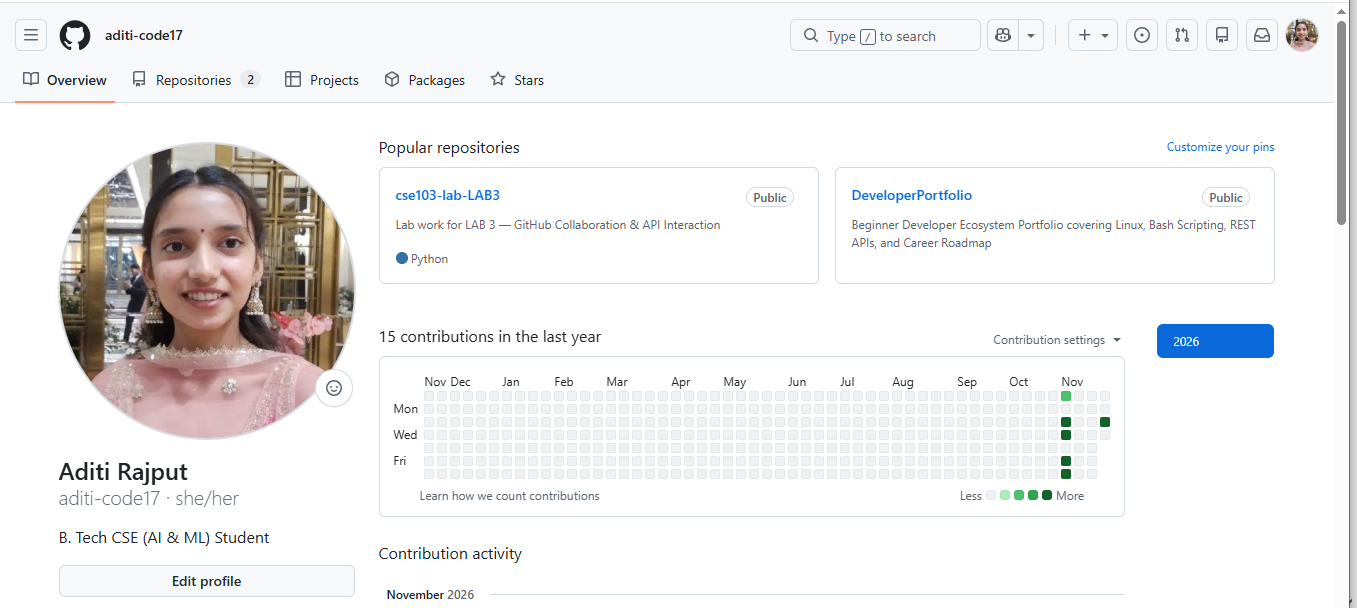 aditi-code17
Type / to search
Overview
Repositories 2
Projects
Packages
Stars
Popular repositories
Customize your pins
cse103-lab-LAB3
Public
Lab work for LAB 3 — GitHub Collaboration & API Interaction
Python
DeveloperPortfolio
Public
Beginner Developer Ecosystem Portfolio covering Linux, Bash Scripting, REST
APIs, and Career Roadmap
15 contributions in the last year
Contribution settings
2026
Nov Dec Jan Feb Mar Apr May Jun Jul Aug Sep Oct Nov
Mon
Wed
Fri
Learn how we count contributions
Less
More
Aditi Rajput
aditi-code17 · she/her
B. Tech CSE (AI & ML) Student
Edit profile
Contribution activity
November 2026